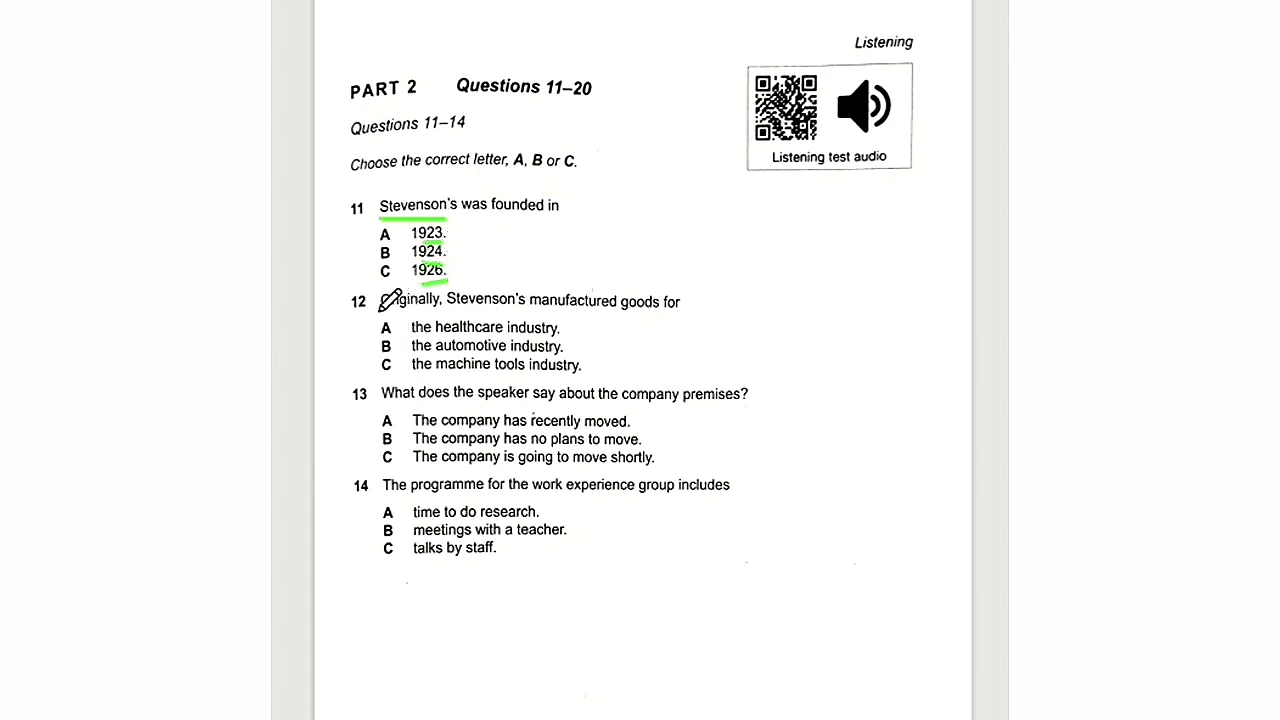 Listening
PART 2 Questions 11–20
Questions 11–14
Listening test audio
Choose the correct letter, A, B or C.
11 Stevenson's was founded in
A 1923.
B 1924.
C 1926.
12 Stevenson's manufactured goods for
A the healthcare industry.
B the automotive industry.
C the machine tools industry.
13 What does the speaker say about the company premises?
A The company has recently moved.
B The company has no plans to move.
C The company is going to move shortly.
14 The programme for the work experience group includes
A time to do research.
B meetings with a teacher.
C talks by staff.